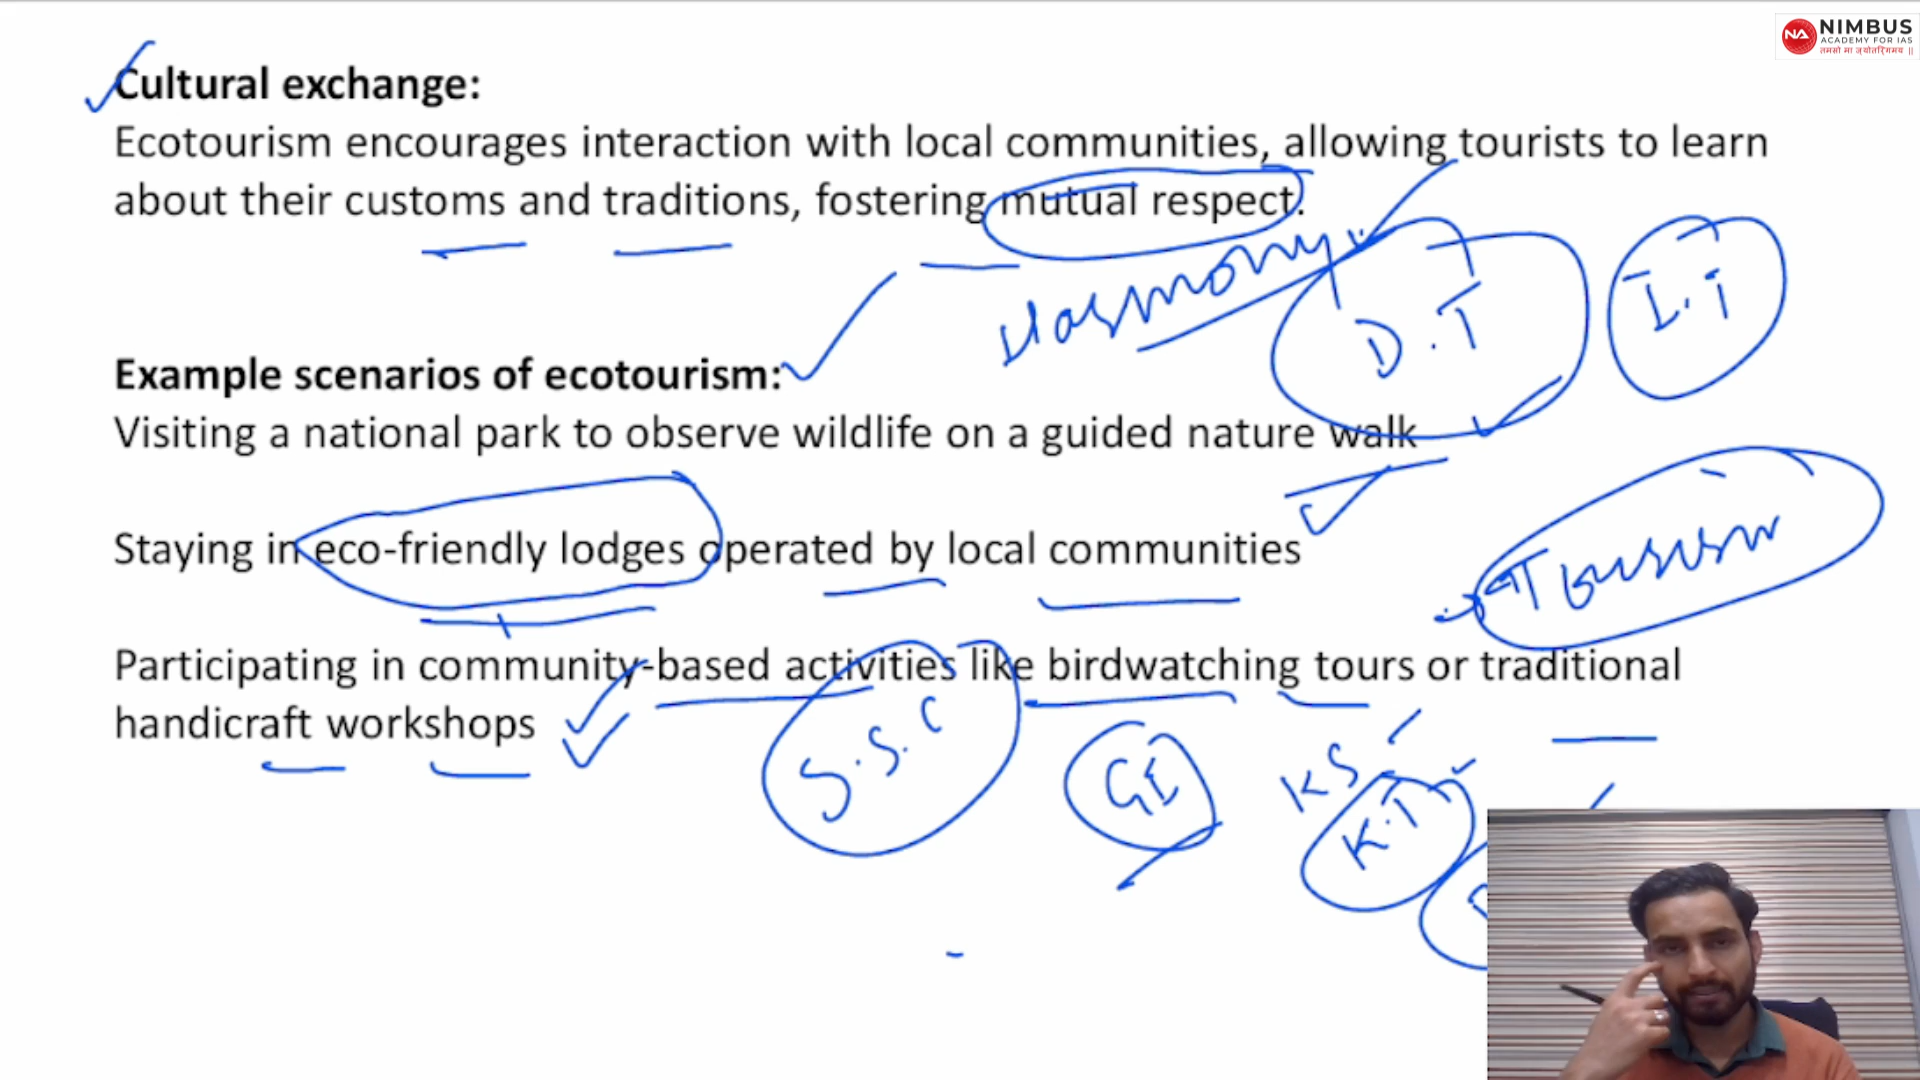 NIMBUS
ACADEMY FOR IAS
तमसो मा ज्योतिर्गमय ||
Cultural exchange:
Ecotourism encourages interaction with local communities, allowing tourists to learn
about their customs and traditions, fostering mutual respect.
Harmony
D.T
I.T
Example scenarios of ecotourism:
Visiting a national park to observe wildlife on a guided nature walk
Staying in eco-friendly lodges operated by local communities
Tourism
Participating in community-based activities like birdwatching tours or traditional
handicraft workshops
S.S.C
GI
KS
K.T